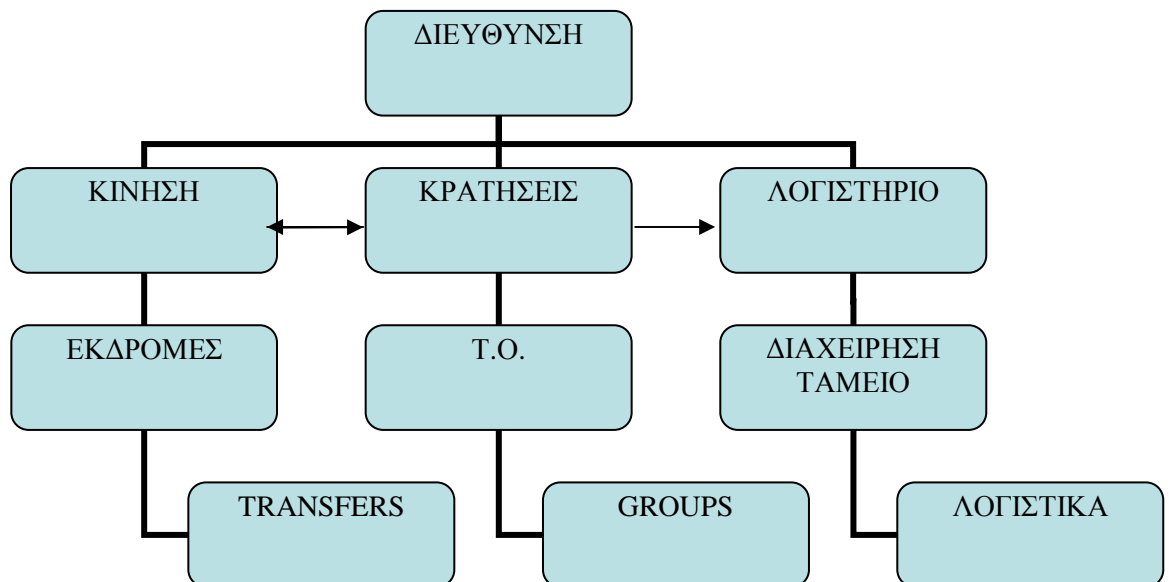 ΔΙΕΥΘΥΝΣΗ
ΚΙΝΗΣΗ
ΚΡΑΤΗΣΕΙΣ
ΛΟΓΙΣΤΗΡΙΟ
ΕΚΔΡΟΜΕΣ
Τ.Ο.
ΔΙΑΧΕΙΡΗΣΗ
ΤΑΜΕΙΟ
TRANSFERS
GROUPS
ΛΟΓΙΣΤΙΚΑ